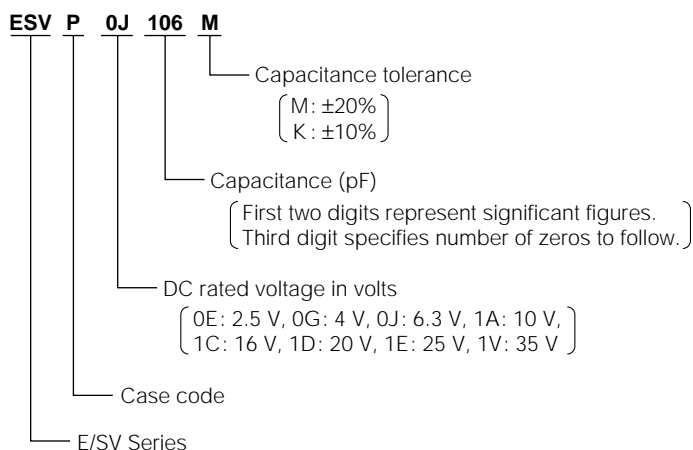 ESV P 0J 106 M
Capacitance tolerance
M: ±20%
K: ±10%
Capacitance (pF)
First two digits represent significant figures.
Third digit specifies number of zeros to follow.
DC rated voltage in volts
0E: 2.5 V, 0G: 4 V, 0J: 6.3 V, 1A: 10 V,
1C: 16 V, 1D: 20 V, 1E: 25 V, 1V: 35 V
Case code
E/SV Series